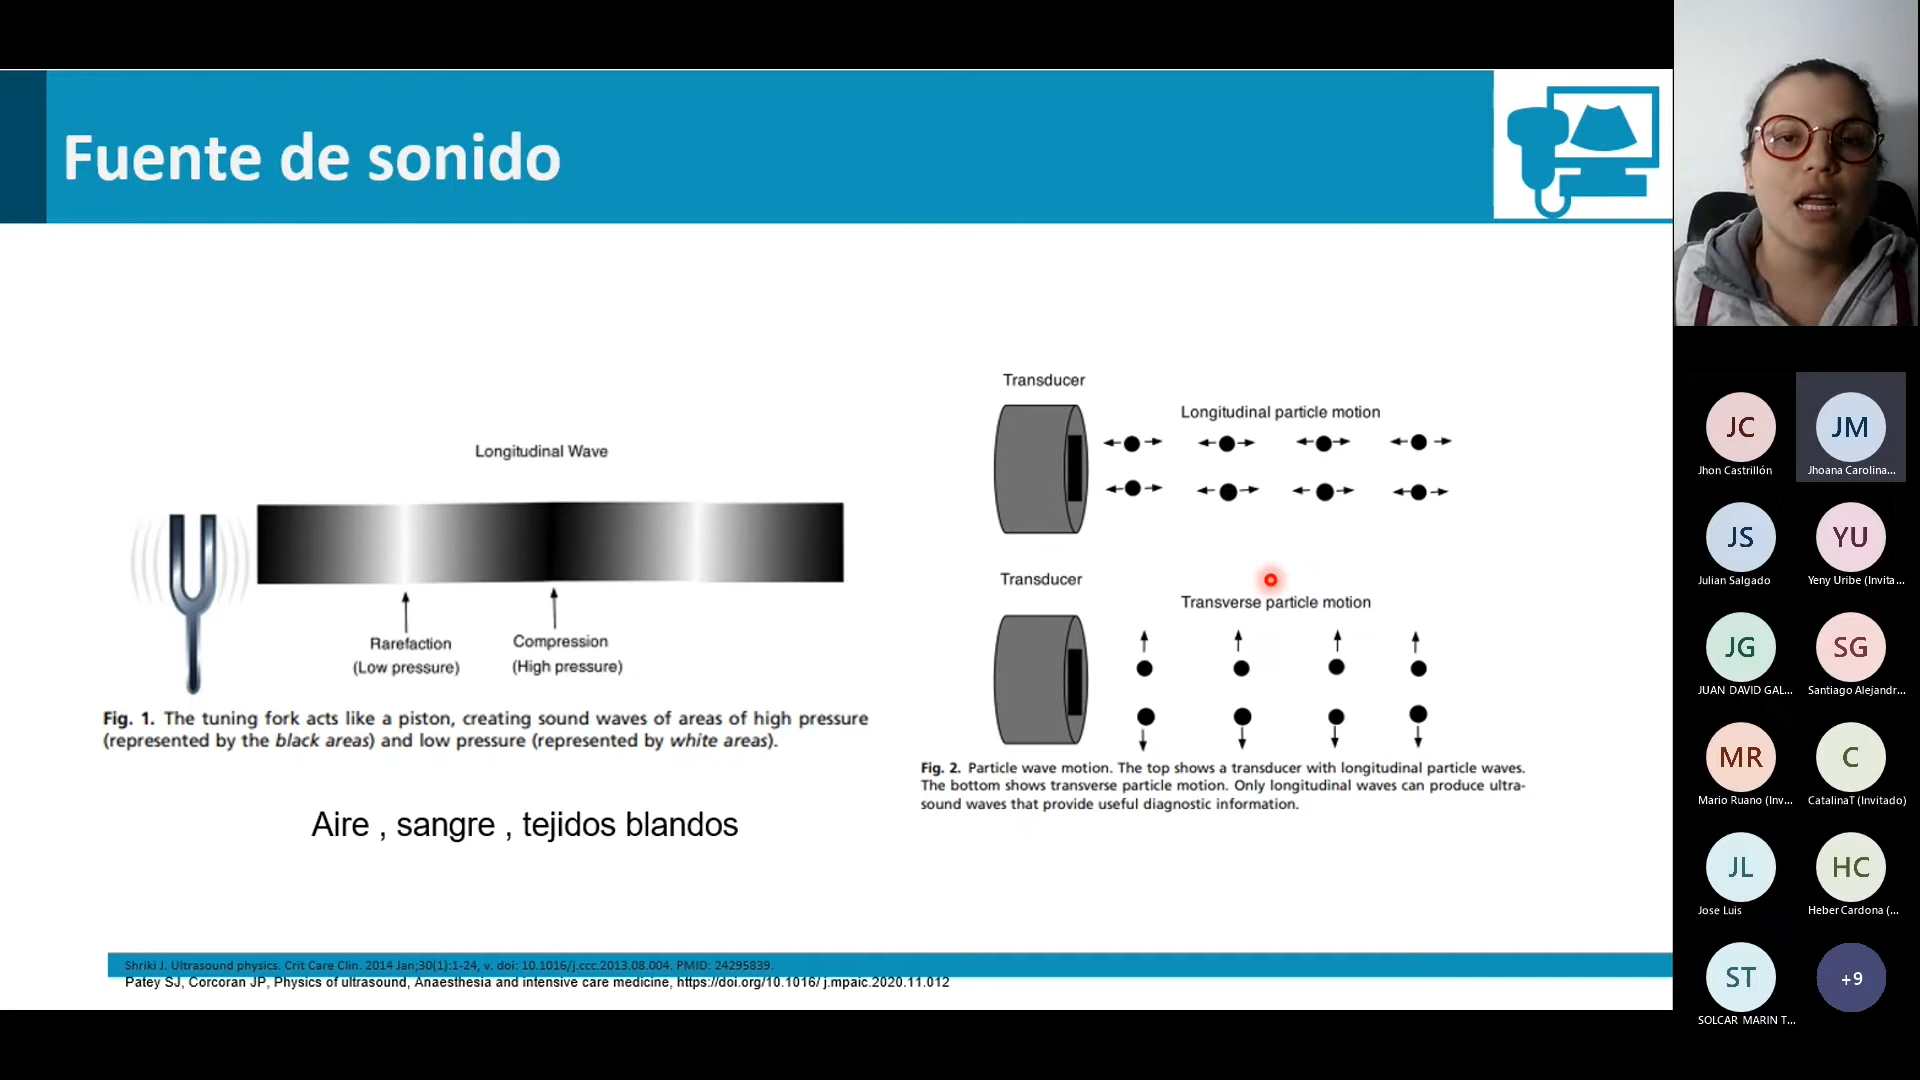 Fuente de sonido
Longitudinal Wave
Rarefaction
(Low pressure)
Compression
(High pressure)
Fig. 1. The tuning fork acts like a piston, creating sound waves of areas of high pressure
(represented by the black areas) and low pressure (represented by white areas).
Aire , sangre , tejidos blandos
Transducer
Longitudinal particle motion
Transducer
Transverse particle motion
Fig. 2. Particle wave motion. The top shows a transducer with longitudinal particle waves.
The bottom shows transverse particle motion. Only longitudinal waves can produce ultra-
sound waves that provide useful diagnostic information.
Shriki J. Ultrasound physics. Crit Care Clin. 2014 Jan;30(1):1-24, v. doi: 10.1016/j.ccc.2013.08.004. PMID: 24295839.
Patey SJ, Corcoran JP, Physics of ultrasound, Anaesthesia and intensive care medicine, https://doi.org/10.1016/ j.mpaic.2020.11.012
JC
Jhon Castrillón
JM
Jhoana Carolina...
JS
Julian Salgado
YU
Yeny Uribe (Invita...
JG
JUAN DAVID GAL...
SG
Santiago Alejandr...
MR
Mario Ruano (Inv...
C
CatalinaT (Invitado)
JL
Jose Luis
HC
Heber Cardona (...
ST
SOLCAR MARIN T...
+9